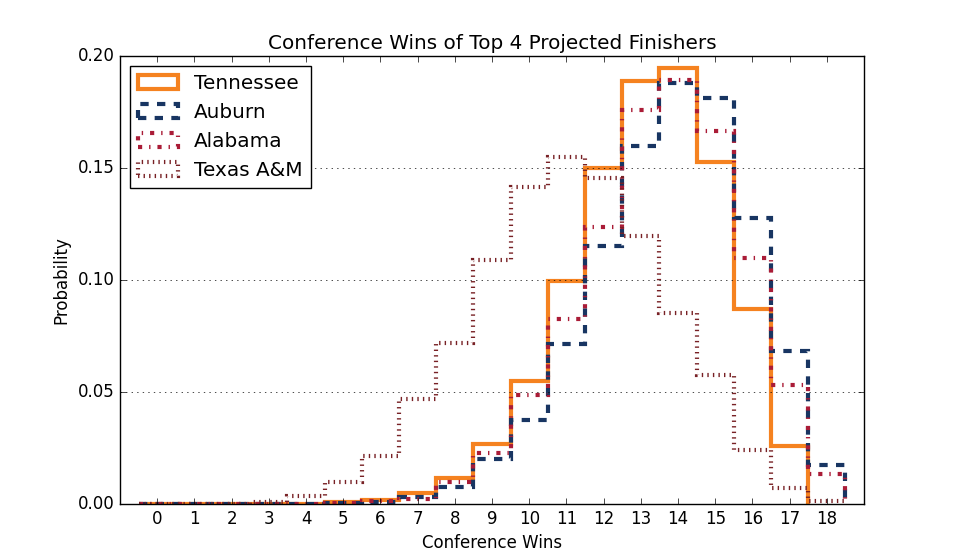 Conference Wins of Top 4 Projected Finishers
0.20
0.15
0.10
0.05
0.00
Probability
Tennessee
Auburn
Alabama
Texas A&M
0 1 2 3 4 5 6 7 8 9 10 11 12 13 14 15 16 17 18
Conference Wins